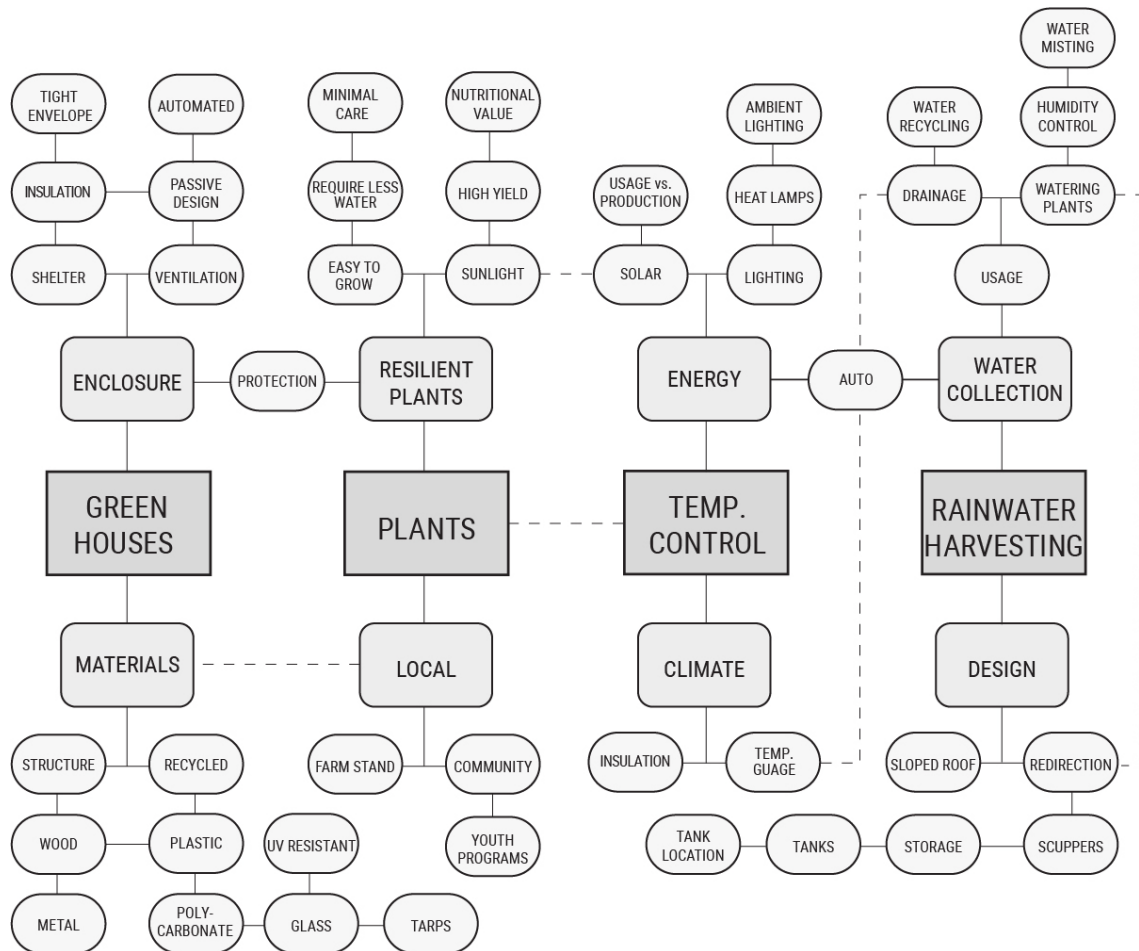 WATER
MISTING
TIGHT
ENVELOPE
AUTOMATED
MINIMAL
CARE
NUTRITIONAL
VALUE
AMBIENT
LIGHTING
WATER
RECYCLING
HUMIDITY
CONTROL
INSULATION
PASSIVE
DESIGN
REQUIRE LESS
WATER
HIGH YIELD
USAGE vs.
PRODUCTION
HEAT LAMPS
DRAINAGE
WATERING
PLANTS
SHELTER
VENTILATION
EASY TO
GROW
SUNLIGHT
SOLAR
LIGHTING
USAGE
ENCLOSURE
PROTECTION
RESILIENT
PLANTS
ENERGY
AUTO
WATER
COLLECTION
GREEN
HOUSES
PLANTS
TEMP.
CONTROL
RAINWATER
HARVESTING
MATERIALS
LOCAL
CLIMATE
DESIGN
STRUCTURE
RECYCLED
FARM STAND
COMMUNITY
INSULATION
TEMP.
GUAGE
SLOPED ROOF
REDIRECTION
WOOD
PLASTIC
UV RESISTANT
YOUTH
PROGRAMS
TANK
LOCATION
TANKS
STORAGE
SCUPPERS
METAL
POLY-
CARBONATE
GLASS
TARPS